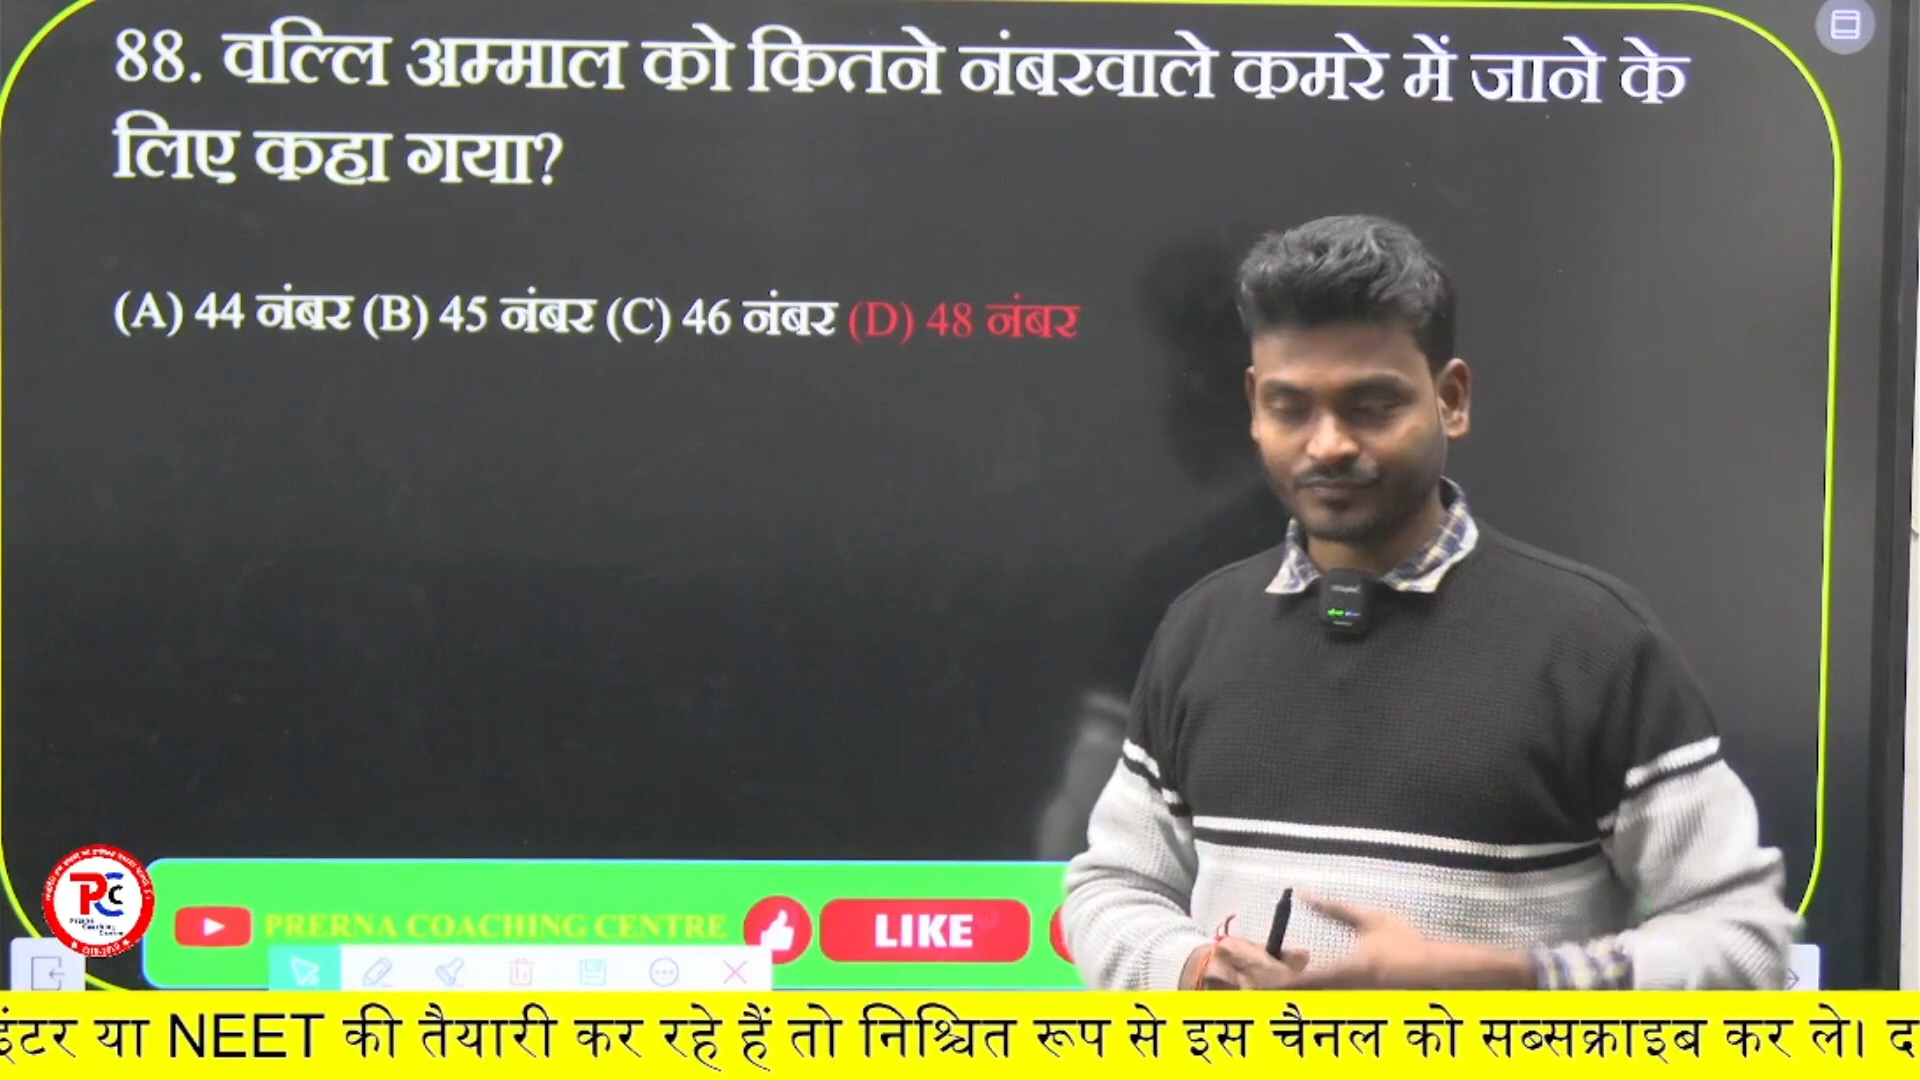 88. वल्लि अम्माल को कितने नंबरवाले कमरे में जाने के
लिए कहा गया?
(A) 44 नंबर (B) 45 नंबर (C) 46 नंबर (D) 48 नंबर
PRERNA COACHING CENTRE
LIKE
इंटर या NEET की तैयारी कर रहे हैं तो निश्चित रूप से इस चैनल को सब्सक्राइब कर ले। द